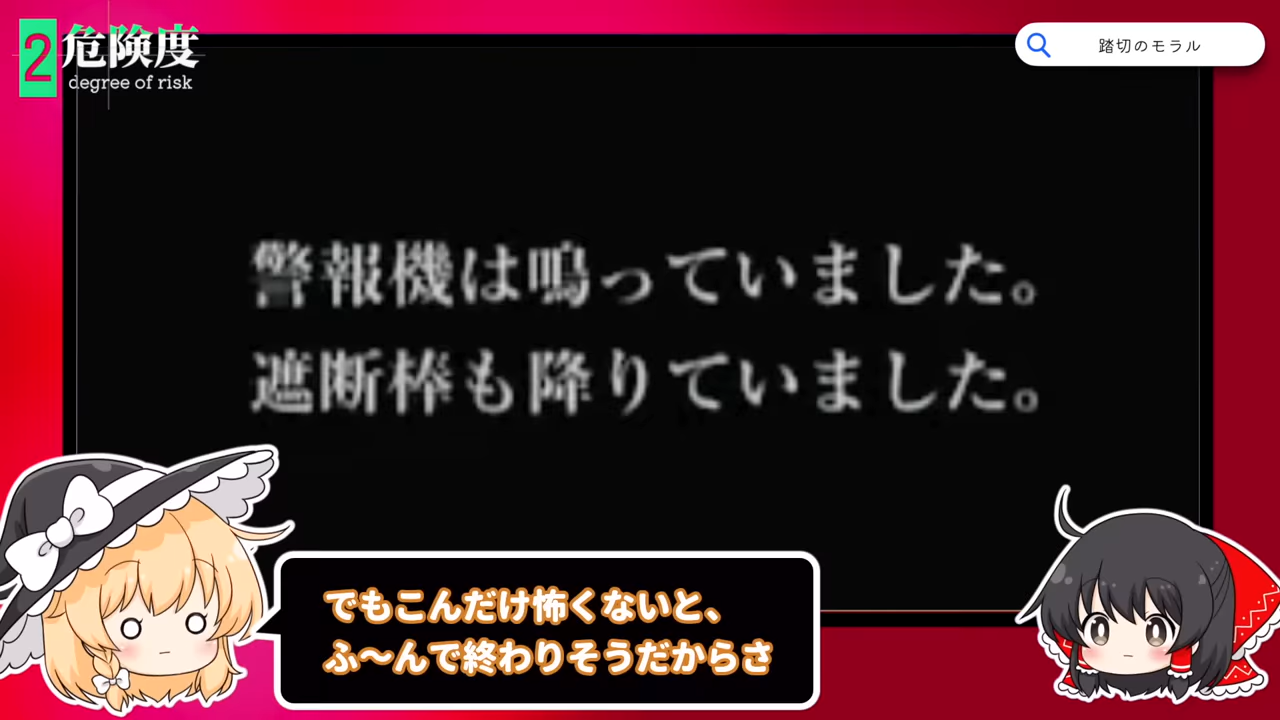 2
危険度
degree of risk
踏切のモラル
警報機は鳴っていました。
遮断棒も降りていました。
でもこんだけ怖くないと、
ふ〜んで終わりそうだからさ